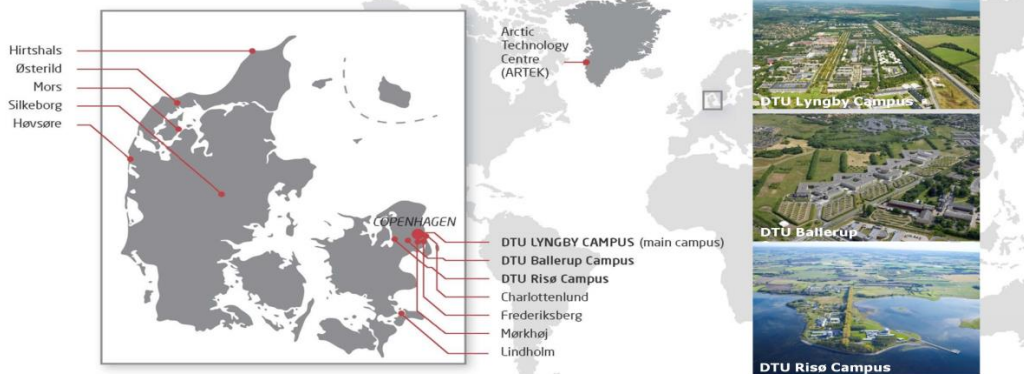 Hirtshals
Østerild
Mors
Silkeborg
Høvsøre
COPENHAGEN
Arctic
Technology
Centre
(ARTEK)
DTU LYNGBY CAMPUS (main campus)
DTU Ballerup Campus
DTU Risø Campus
Charlottenlund
Frederiksberg
Mørkhøj
Lindholm
DTU Lyngby Campus
DTU Ballerup
DTU Risø Campus